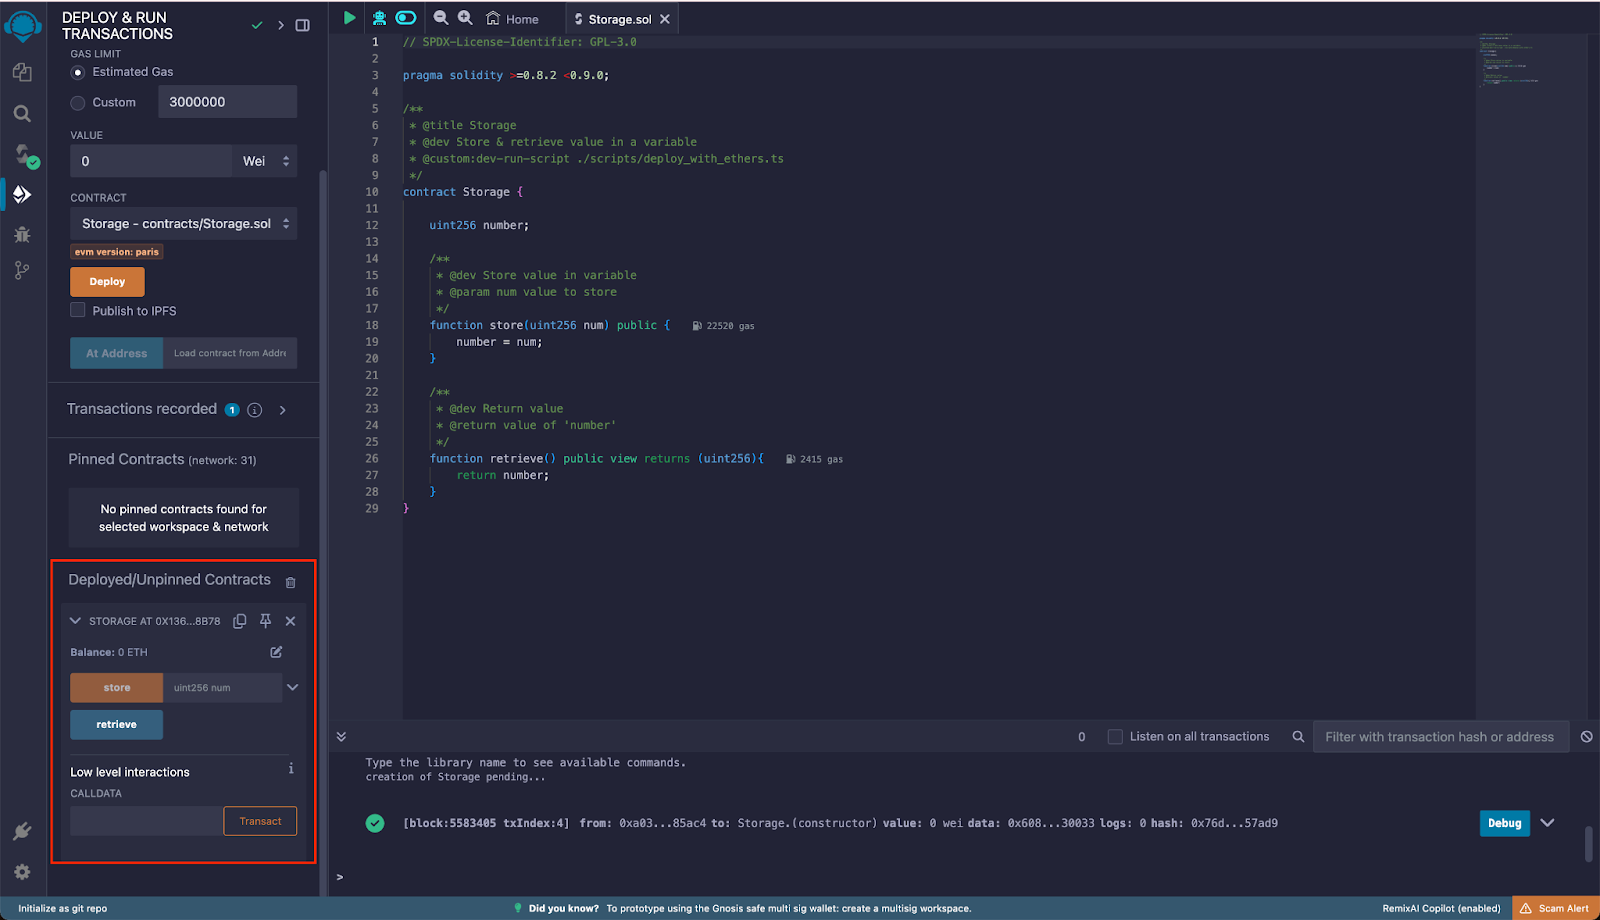 DEPLOY & RUN
TRANSACTIONS
GAS LIMIT
Estimated Gas
Custom
3000000
VALUE
0
Wei
CONTRACT
Storage - contracts/Storage.sol
evm version: paris
Deploy
Publish to IPFS
At Address
Load contract from Addre
Transactions recorded 1
Pinned Contracts (network: 31)
No pinned contracts found for
selected workspace & network
Deployed/Unpinned Contracts
STORAGE AT 0X136...8B78
Balance: 0 ETH
store
uint256 num
retrieve
Low level interactions
i
CALLDATA
Transact
Home
Storage.sol
1 // SPDX-License-Identifier: GPL-3.0
2
3 pragma solidity >=0.8.2 <0.9.0;
4
5 /**
6 * @title Storage
7 * @dev Store & retrieve value in a variable
8 * @custom:dev-run-script ./scripts/deploy_with_ethers.ts
9 */
10 contract Storage {
11
12 uint256 number;
13
14 /**
15 * @dev Store value in variable
16 * @param num value to store
17 */
18 function store(uint256 num) public { 22520 gas
19 number = num;
20 }
21
22 /**
23 * @dev Return value
24 * @return value of 'number'
25 */
26 function retrieve() public view returns (uint256){ 2415 gas
27 return number;
28 }
29 }
0
Listen on all transactions
Filter with transaction hash or address
Type the library name to see available commands.
creation of Storage pending...
[block:5583405 txIndex:4] from: 0xa03...85ac4 to: Storage.(constructor) value: 0 wei data: 0x608...30033 logs: 0 hash: 0x76d...57ad9
Debug
>
Initialize as git repo
Did you know? To prototype using the Gnosis safe multi sig wallet: create a multisig workspace.
RemixAI Copilot (enabled)
Scam Alert